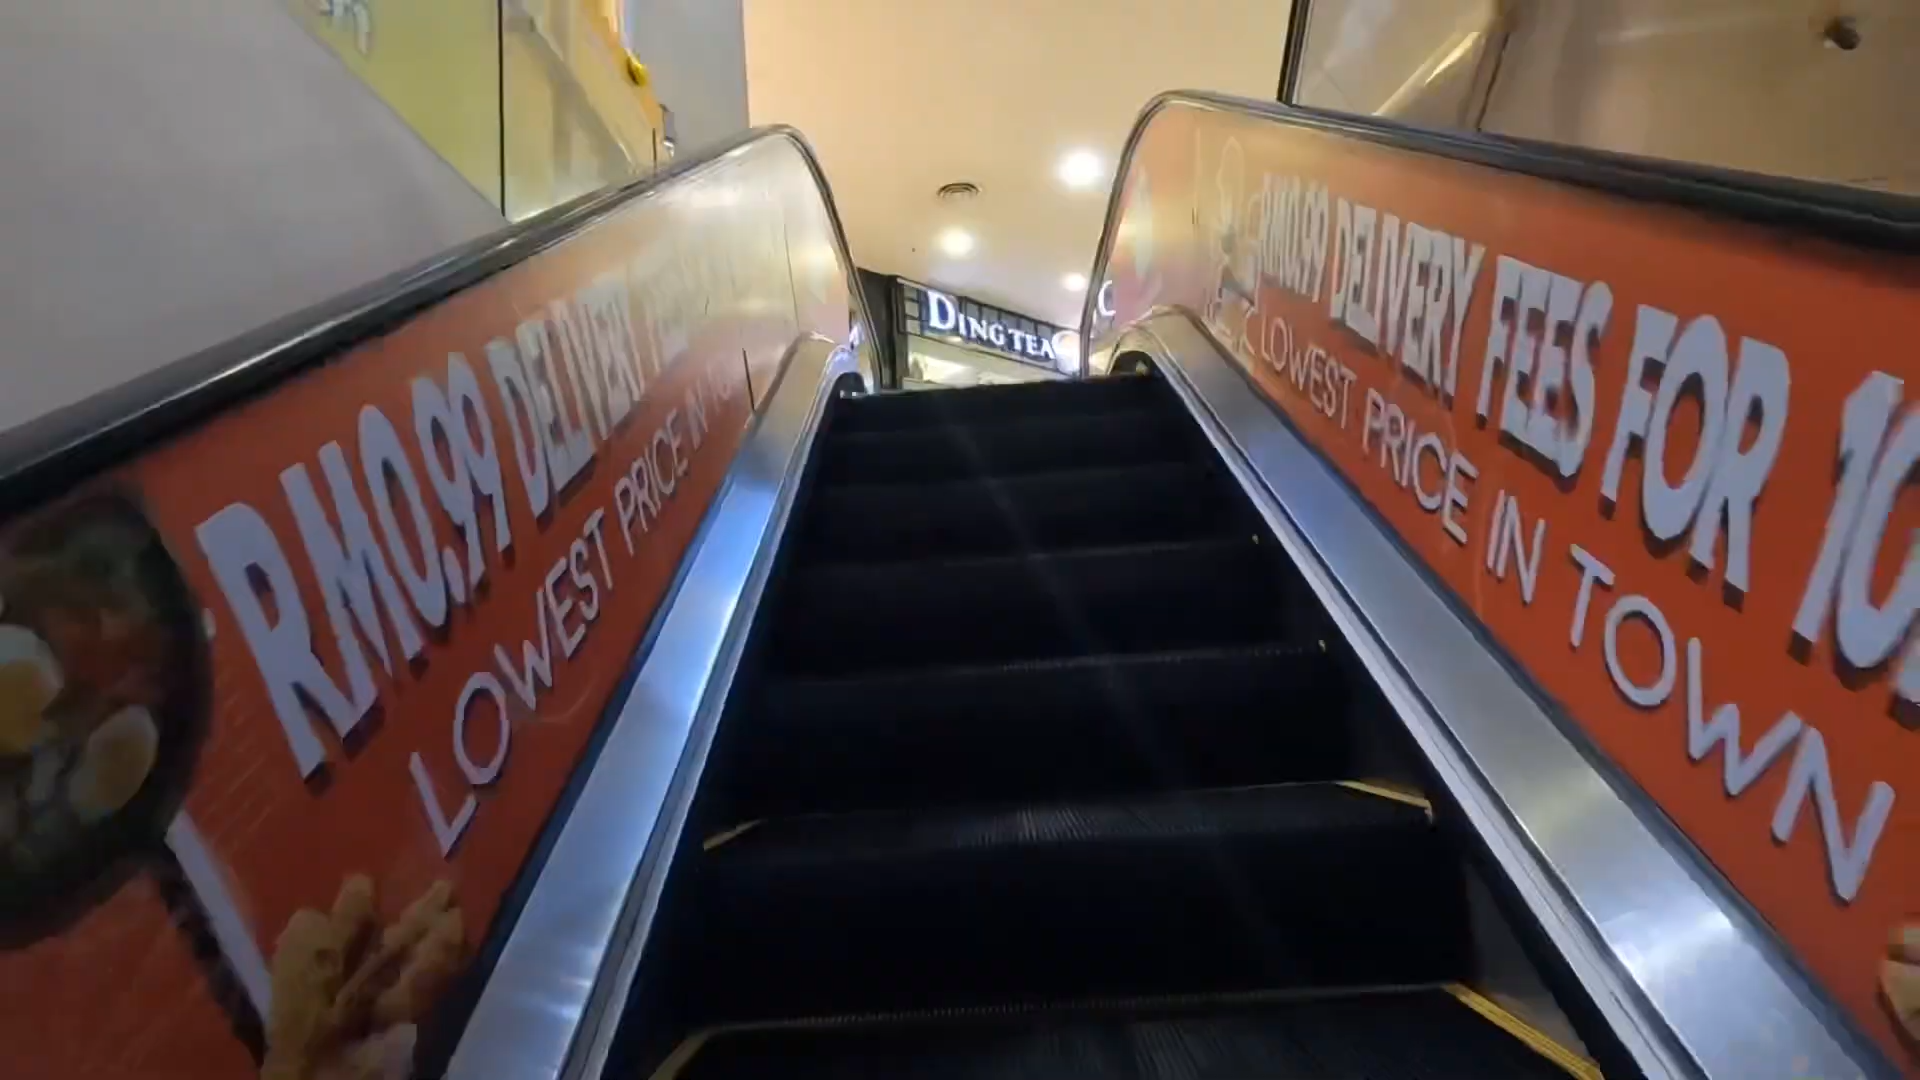 DING TEA
RM0.99 DELIVERY
LOWEST PRICE IN
RM0.99 DELIVERY FEES FOR
LOWEST PRICE IN TOWN